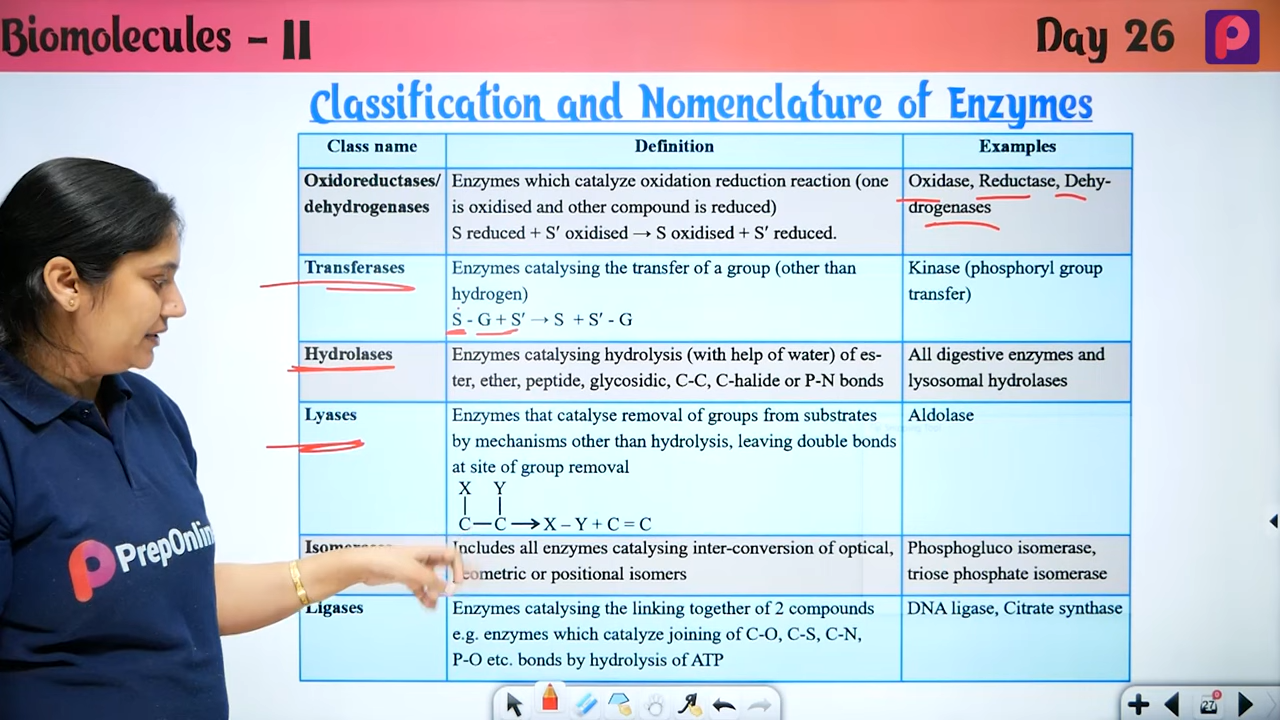 Biomolecules - II
Day 26
Classification and Nomenclature of Enzymes
Class name
Definition
Examples
Oxidoreductases/
dehydrogenases
Enzymes which catalyze oxidation reduction reaction (one
is oxidised and other compound is reduced)
S reduced + S′ oxidised → S oxidised + S′ reduced.
Oxidase, Reductase, Dehy-
drogenases
Transferases
Enzymes catalysing the transfer of a group (other than
hydrogen)
S - G + S′ → S + S′ - G
Kinase (phosphoryl group
transfer)
Hydrolases
Enzymes catalysing hydrolysis (with help of water) of es-
ter, ether, peptide, glycosidic, C-C, C-halide or P-N bonds
All digestive enzymes and
lysosomal hydrolases
Lyases
Enzymes that catalyse removal of groups from substrates
by mechanisms other than hydrolysis, leaving double bonds
at site of group removal
X Y
C—C → X – Y + C = C
Aldolase
Includes all enzymes catalysing inter-conversion of optical,
or positional isomers
Phosphogluco isomerase,
triose phosphate isomerase
Ligases
Enzymes catalysing the linking together of 2 compounds
e.g. enzymes which catalyze joining of C-O, C-S, C-N,
P-O etc. bonds by hydrolysis of ATP
DNA ligase, Citrate synthase
PrepOnlin
27